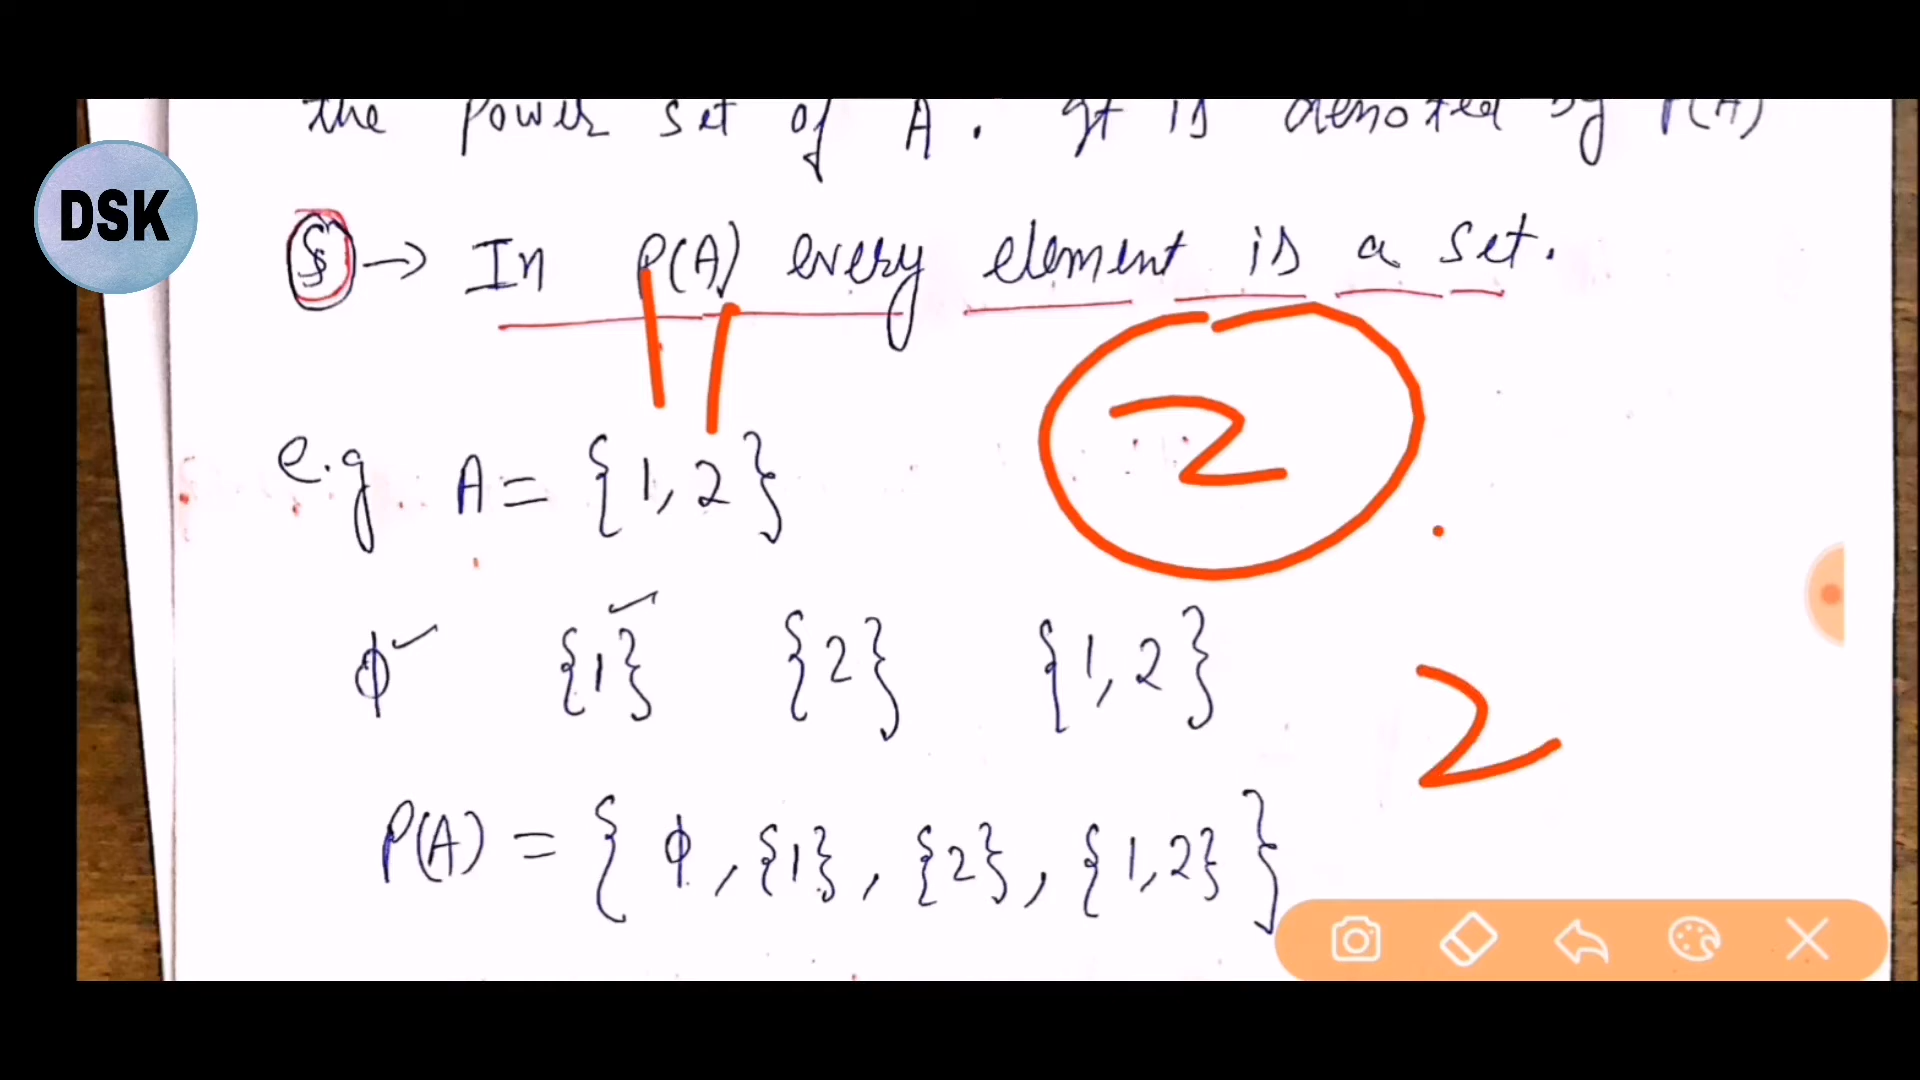 the power set of A. It is denoted by P(A)
DSK
§ → In P(A) every element is a set.
e.g A = {1, 2}
2
ϕ {1} {2} {1, 2}
2
P(A) = { ϕ , {1} , {2} , {1, 2} }